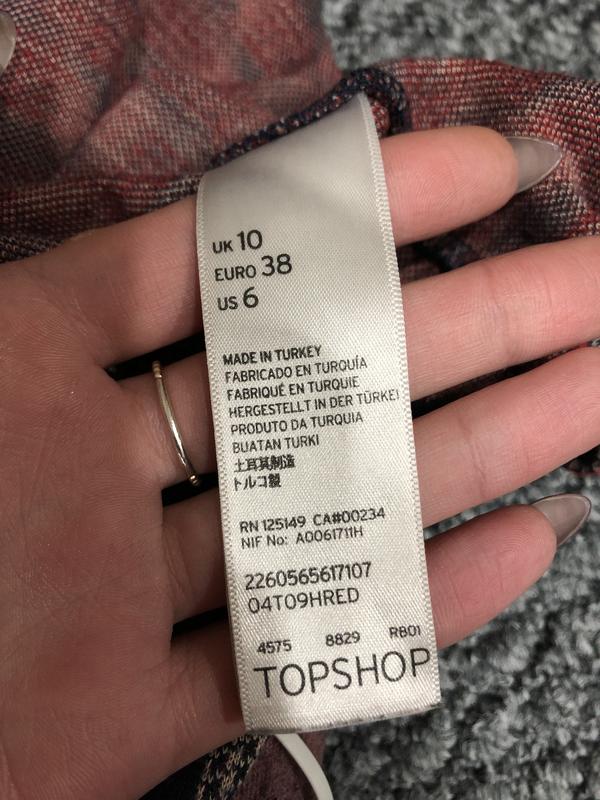 UK 10
EURO 38
US 6
MADE IN TURKEY
FABRICADO EN TURQUÍA
FABRIQUÉ EN TURQUIE
HERGESTELLT IN DER TÜRKEI
PRODUTO DA TURQUIA
BUATAN TURKI
土耳其制造
トルコ製
RN 125149 CA#00234
NIF No: A0061711H
2260565617107
04T09HRED
4575 8829 RB01
TOPSHOP